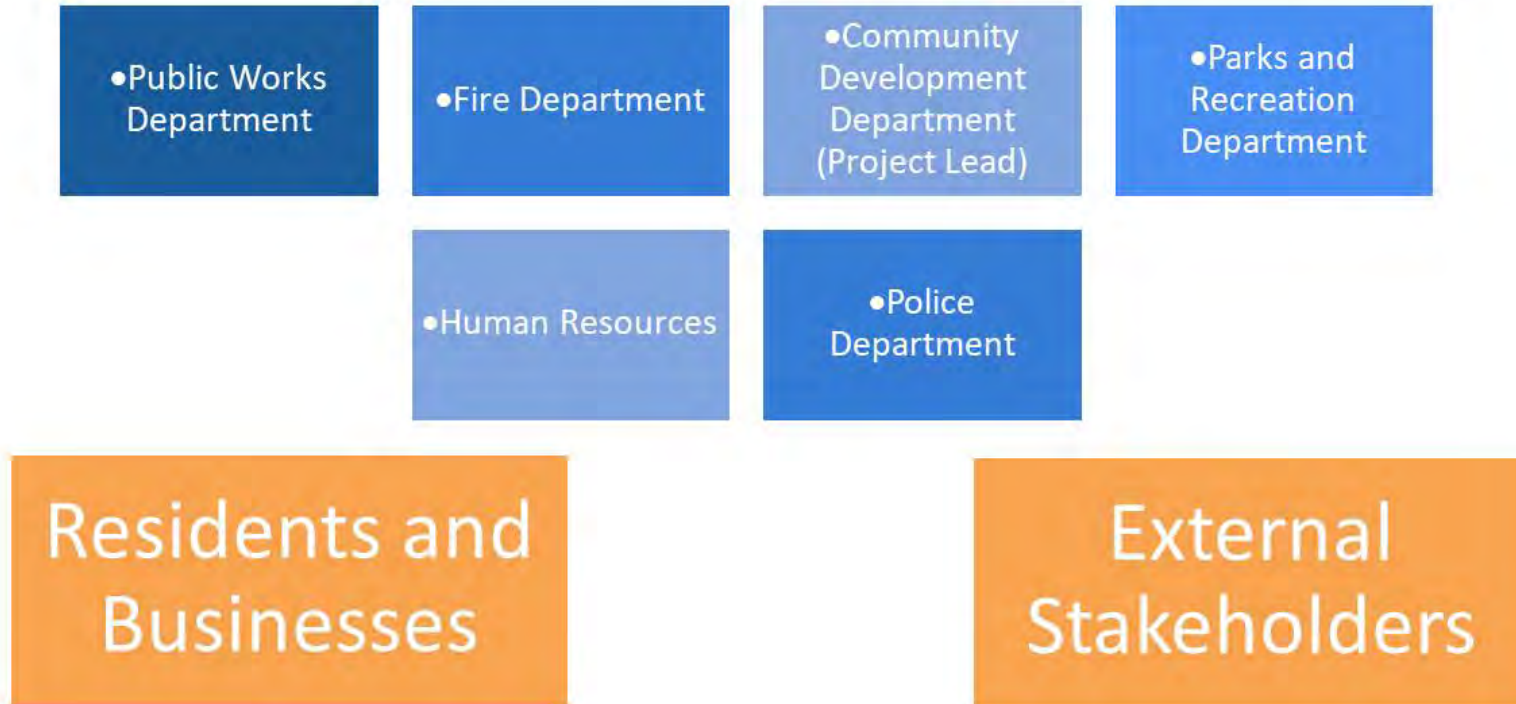 •Public Works
Department
•Fire Department
•Community
Development
Department
(Project Lead)
•Parks and
Recreation
Department
•Human Resources
•Police
Department
Residents and
Businesses
External
Stakeholders